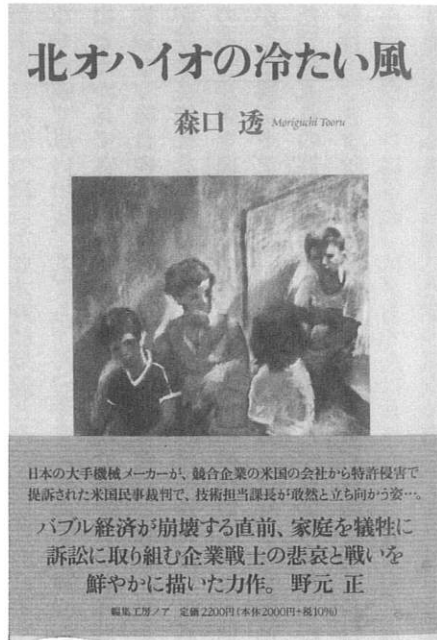 北オハイオの冷たい風
森口 透 Moriguchi Tooru
日本の大手機械メーカーが、競合企業の米国の会社から特許侵害で
提訴された米国民事裁判で、技術担当課長が敢然と立ち向かう姿…。
バブル経済が崩壊する直前、家庭を犠牲に
訴訟に取り組む企業戦士の悲哀と戦いを
鮮やかに描いた力作。 野元 正
編集工房ノア 定価2200円(本体2000円+税10%)